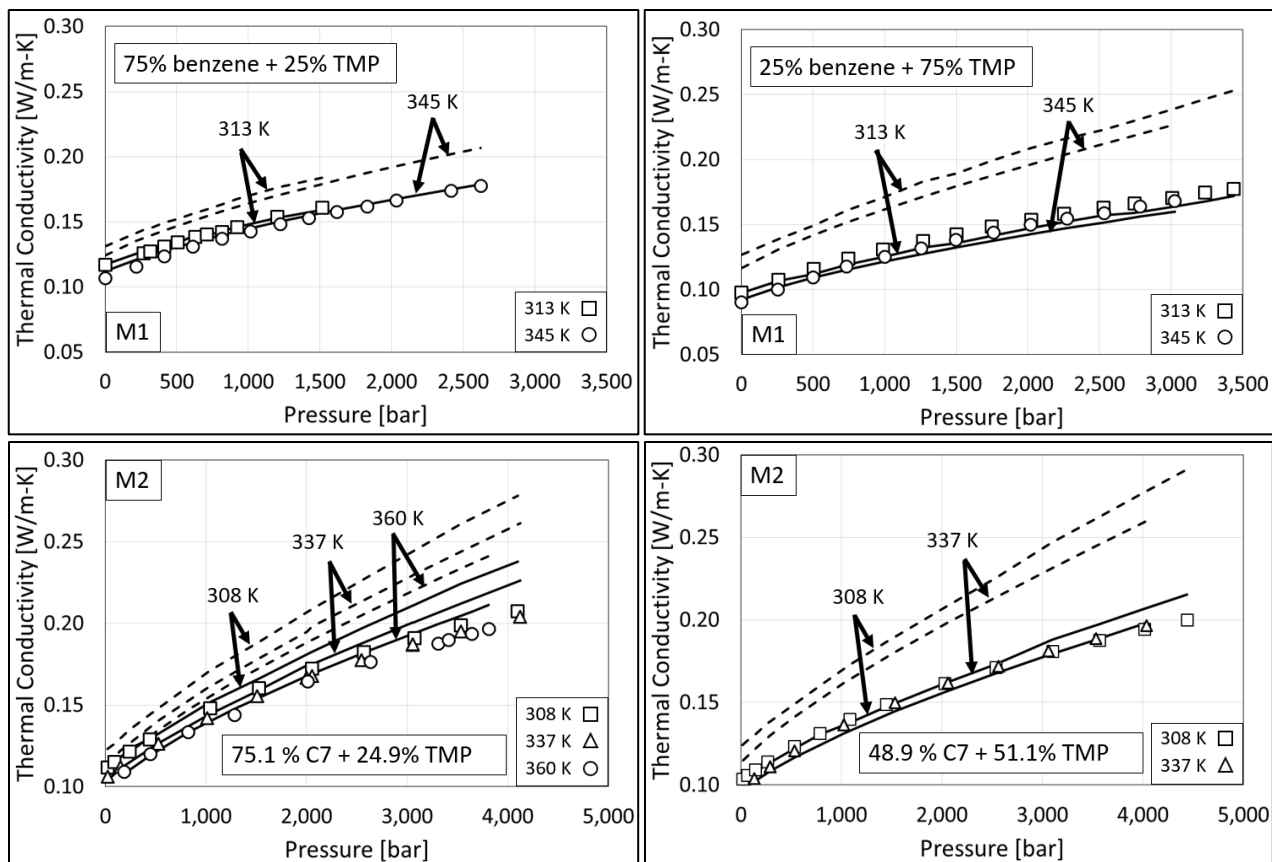 Thermal Conductivity [W/m-K]
0.30
0.25
0.20
0.15
0.10
0.05
75% benzene + 25% TMP
345 K
313 K
313 K
345 K
M1
0 500 1,000 1,500 2,000 2,500 3,000 3,500
Pressure [bar]
Thermal Conductivity [W/m-K]
0.30
0.25
0.20
0.15
0.10
0.05
25% benzene + 75% TMP
345 K
313 K
313 K
345 K
M1
0 500 1,000 1,500 2,000 2,500 3,000 3,500
Pressure [bar]
Thermal Conductivity [W/m-K]
0.30
0.25
0.20
0.15
0.10
M2
360 K
337 K
308 K
308 K
337 K
360 K
75.1 % C7 + 24.9% TMP
0 1,000 2,000 3,000 4,000 5,000
Pressure [bar]
Thermal Conductivity [W/m-K]
0.30
0.25
0.20
0.15
0.10
M2
337 K
308 K
308 K
337 K
48.9 % C7 + 51.1% TMP
0 1,000 2,000 3,000 4,000 5,000
Pressure [bar]